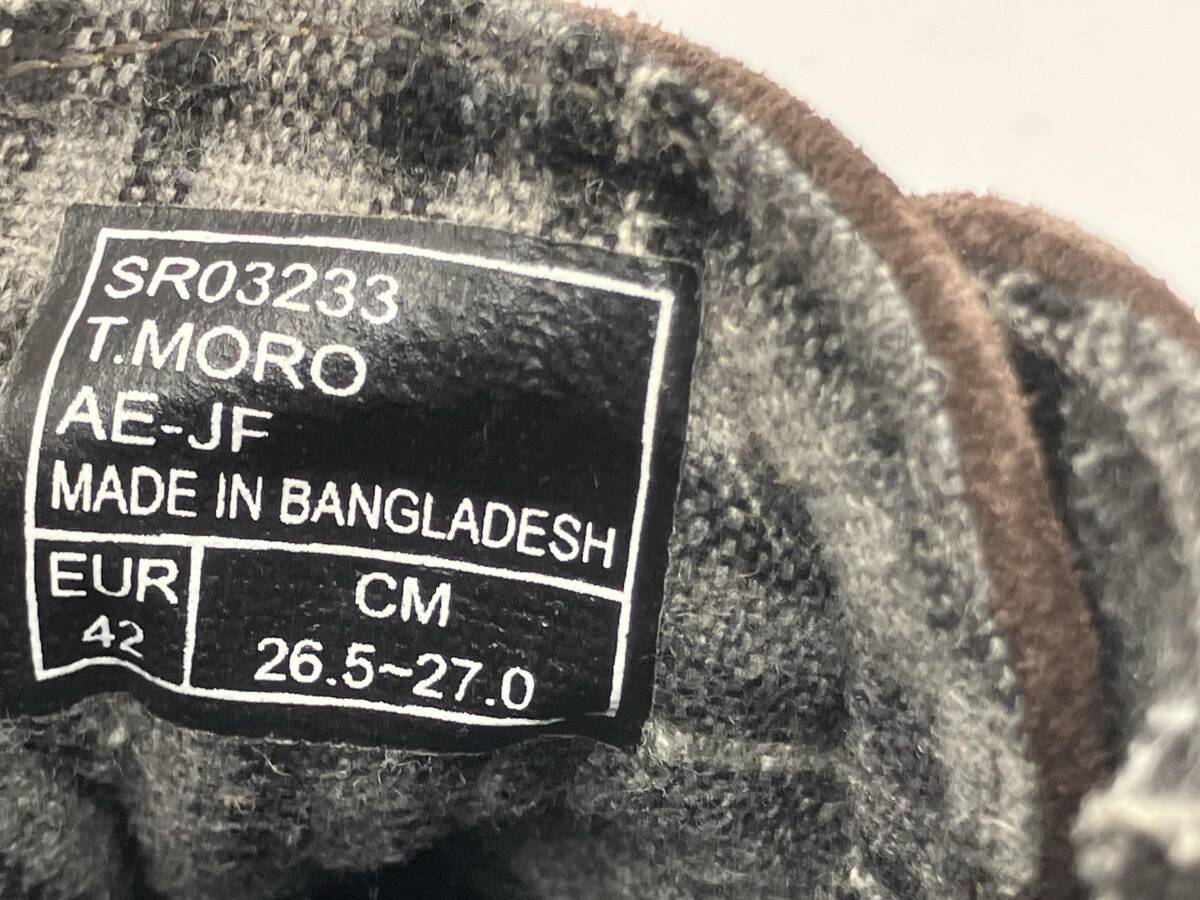 SR03233
T.MORO
AE-JF
MADE IN BANGLADESH
EUR
42
CM
26.5~27.0